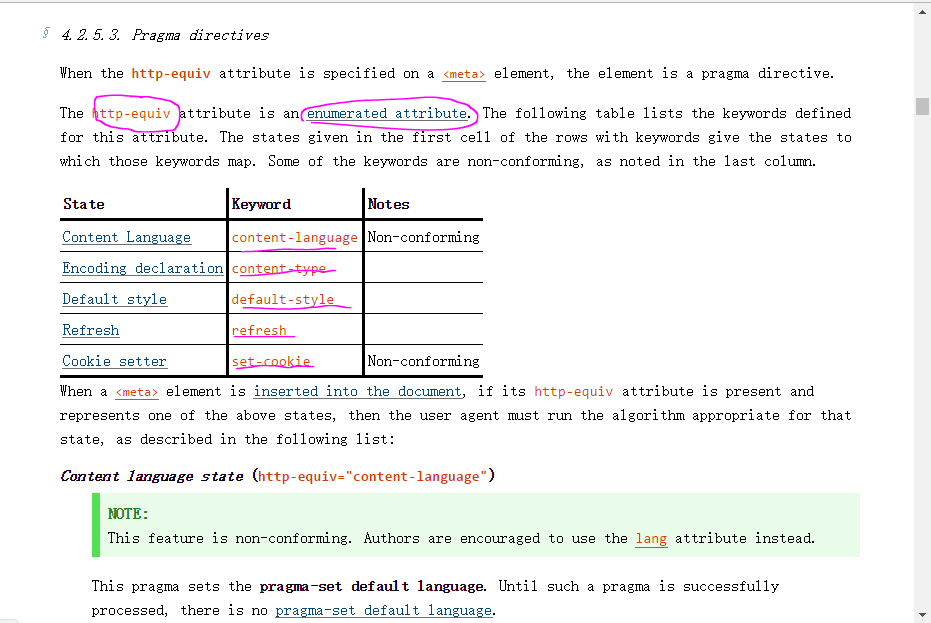 § 4.2.5.3. Pragma directives
When the http-equiv attribute is specified on a <meta> element, the element is a pragma directive.
The http-equiv attribute is an enumerated attribute. The following table lists the keywords defined
for this attribute. The states given in the first cell of the rows with keywords give the states to
which those keywords map. Some of the keywords are non-conforming, as noted in the last column.
State Keyword Notes
Content Language content-language Non-conforming
Encoding declaration content-type
Default style default-style
Refresh refresh
Cookie setter set-cookie Non-conforming
When a <meta> element is inserted into the document, if its http-equiv attribute is present and
represents one of the above states, then the user agent must run the algorithm appropriate for that
state, as described in the following list:
Content language state (http-equiv="content-language")
NOTE:
This feature is non-conforming. Authors are encouraged to use the lang attribute instead.
This pragma sets the pragma-set default language. Until such a pragma is successfully
processed, there is no pragma-set default language.